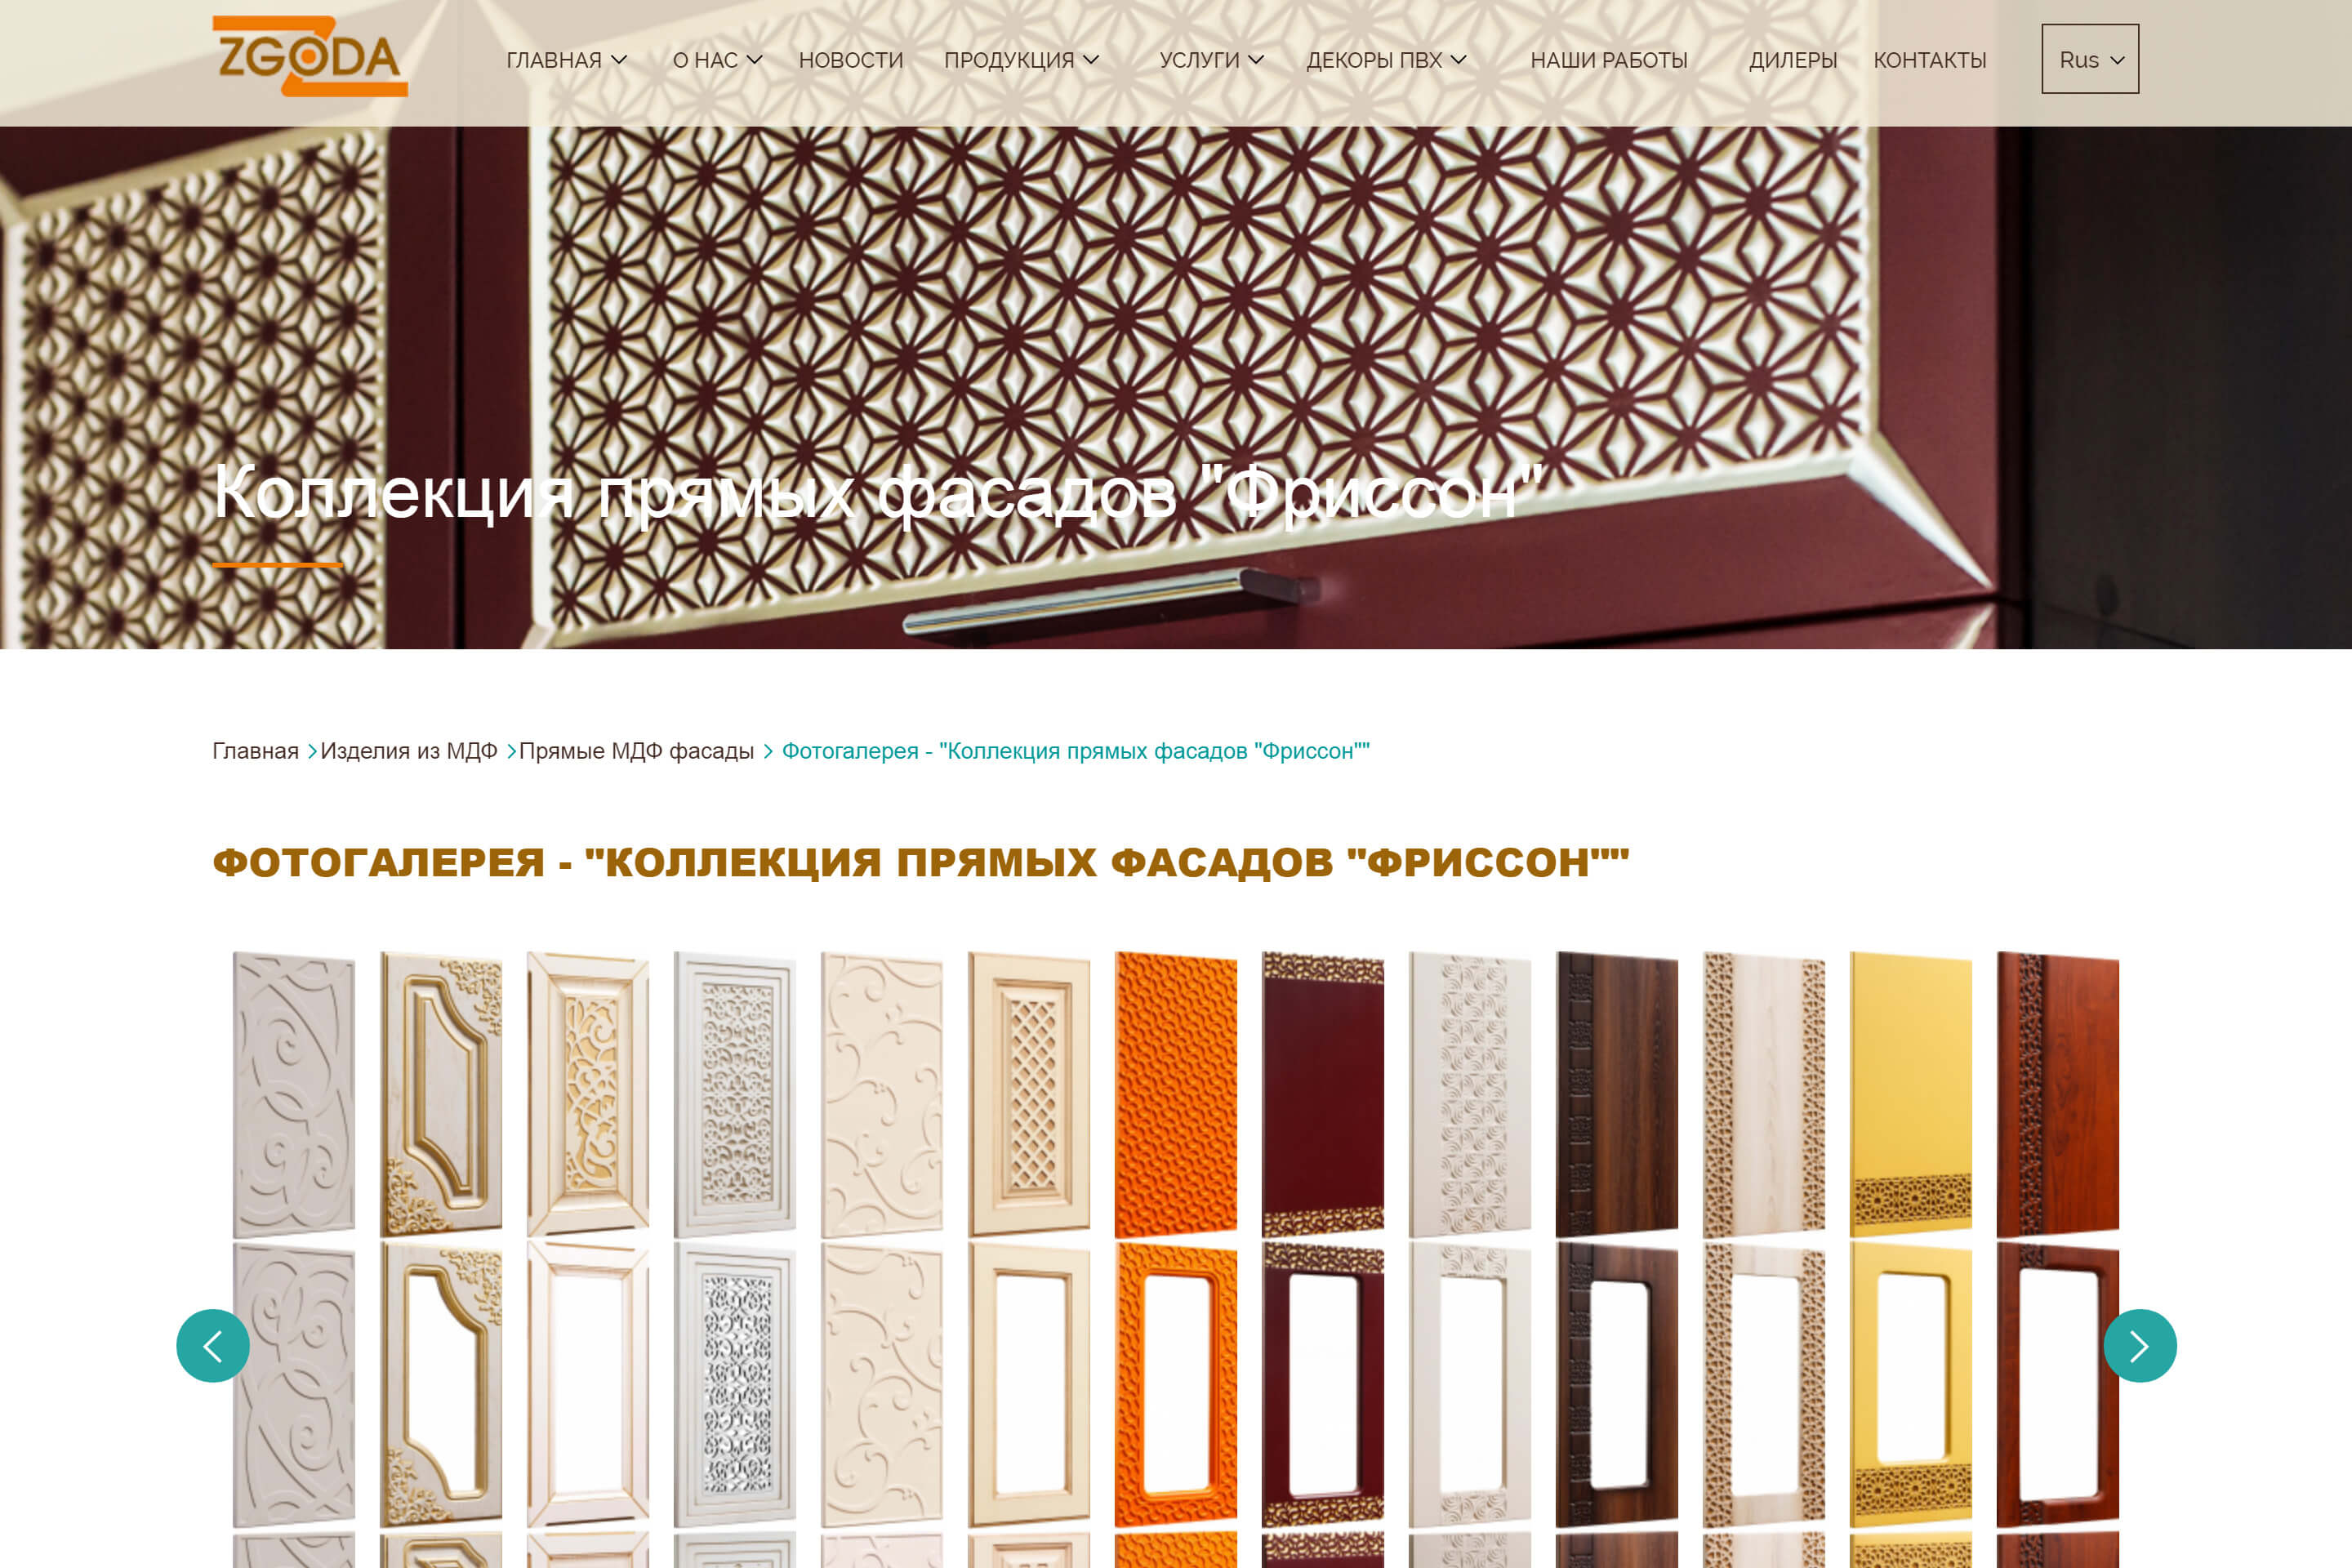 ZGODA
ГЛАВНАЯ О НАС НОВОСТИ ПРОДУКЦИЯ УСЛУГИ ДЕКОРЫ ПВХ НАШИ РАБОТЫ ДИЛЕРЫ КОНТАКТЫ Rus
Коллекция прямых фасадов "Фриссон"
Главная Изделия из МДФ Прямые МДФ фасады Фотогалерея - "Коллекция прямых фасадов "Фриссон""
ФОТОГАЛЕРЕЯ - "КОЛЛЕКЦИЯ ПРЯМЫХ ФАСАДОВ "ФРИССОН""